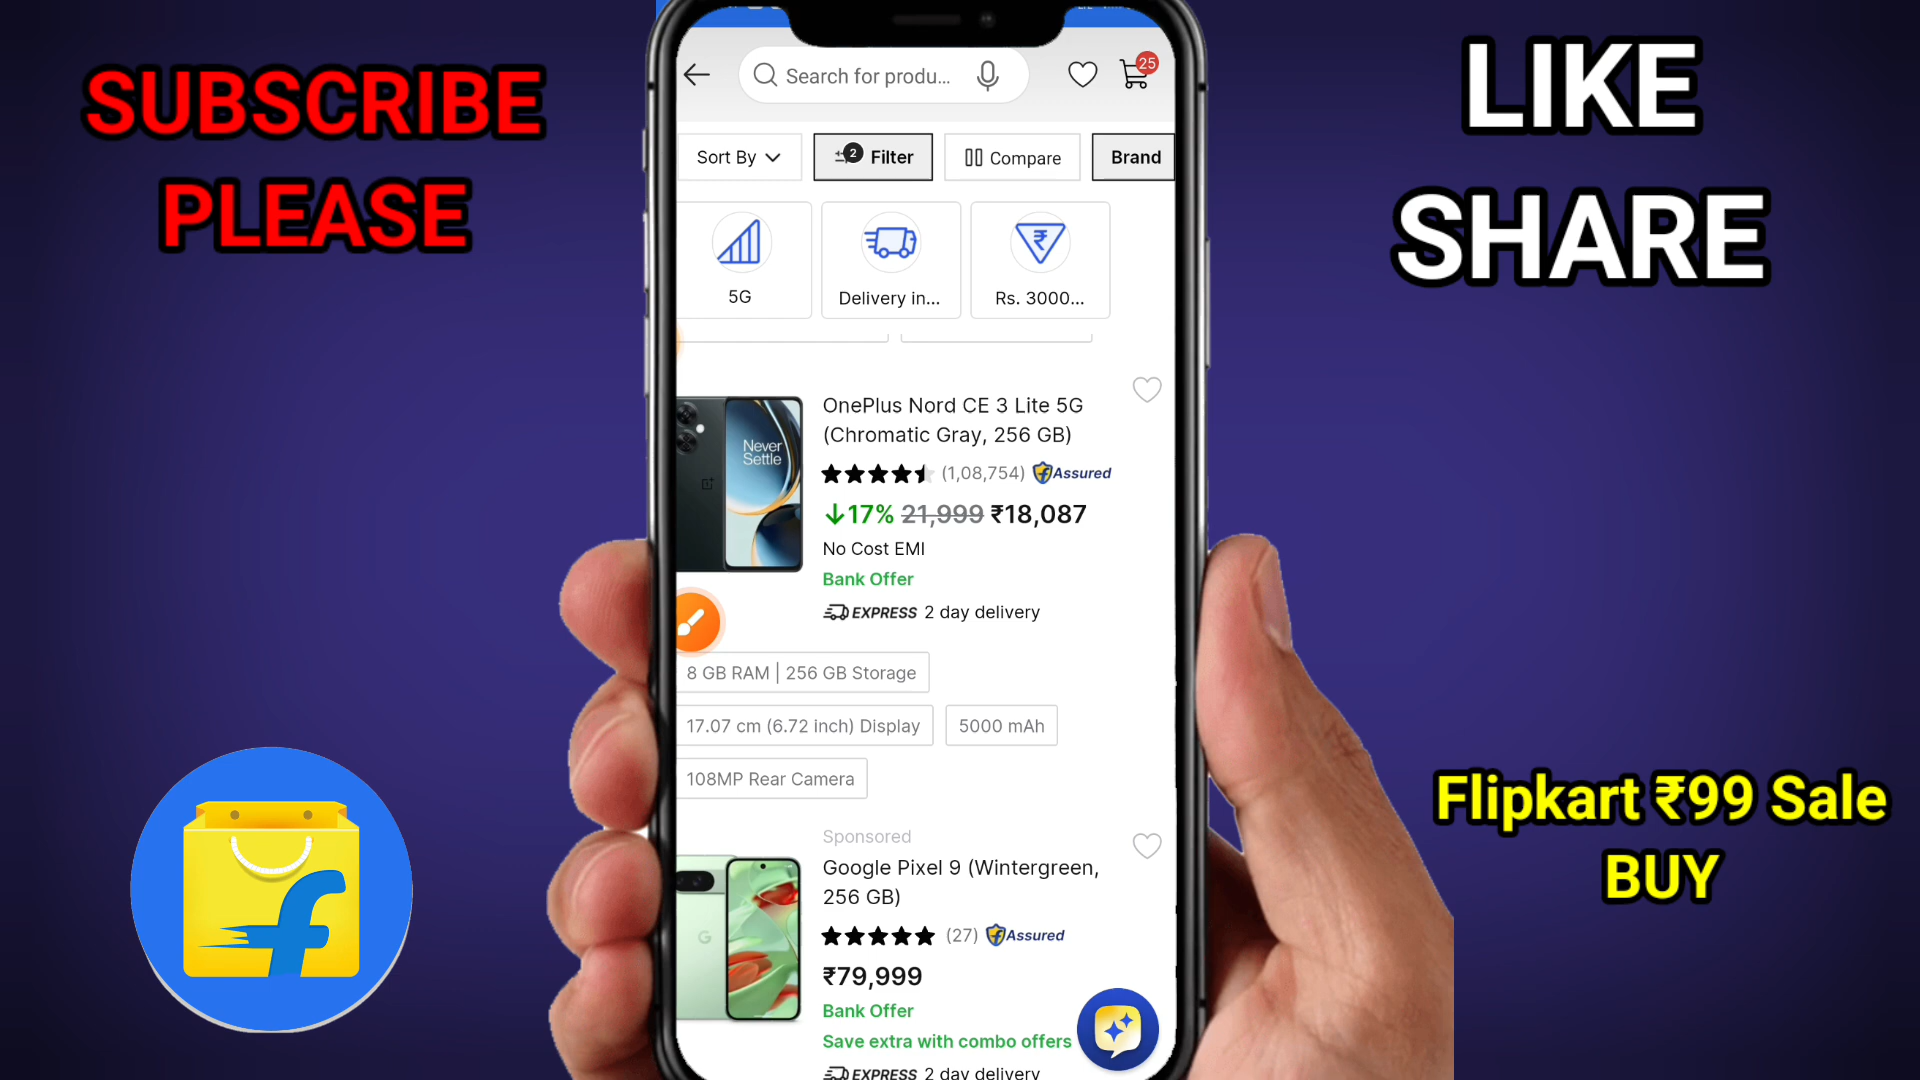 SUBSCRIBE
PLEASE
LIKE
SHARE
Search for produ...
25
Sort By
2
Filter
Compare
Brand
5G
Delivery in...
Rs. 3000...
Never
Settle
OnePlus Nord CE 3 Lite 5G
(Chromatic Gray, 256 GB)
(1,08,754) Assured
↓17% 21,999 ₹18,087
No Cost EMI
Bank Offer
EXPRESS 2 day delivery
8 GB RAM | 256 GB Storage
17.07 cm (6.72 inch) Display
5000 mAh
108MP Rear Camera
Sponsored
Google Pixel 9 (Wintergreen,
256 GB)
(27) Assured
₹79,999
Bank Offer
Save extra with combo offers
EXPRESS 2 day delivery
Flipkart ₹99 Sale
BUY